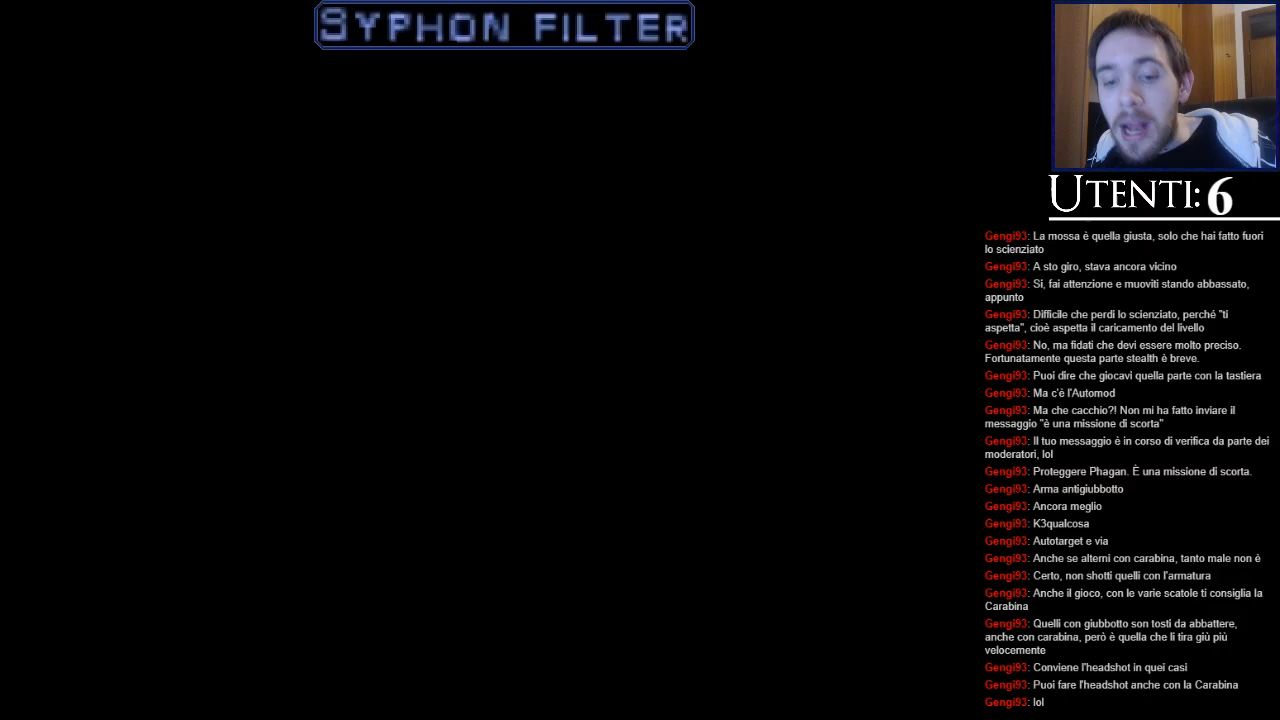 SYPHON FILTER
UTENTI: 6
Gengi93: La mossa è quella giusta, solo che hai fatto fuori
lo scienziato
Gengi93: A sto giro, stava ancora vicino
Gengi93: Si, fai attenzione e muoviti stando abbassato,
appunto
Gengi93: Difficile che perdi lo scienziato, perché "ti
aspetta", cioè aspetta il caricamento del livello
Gengi93: No, ma fidati che devi essere molto preciso.
Fortunatamente questa parte stealth è breve.
Gengi93: Puoi dire che giocavi quella parte con la tastiera
Gengi93: Ma c'è l'Automod
Gengi93: Ma che cacchio?! Non mi ha fatto inviare il
messaggio "è una missione di scorta"
Gengi93: Il tuo messaggio è in corso di verifica da parte dei
moderatori, lol
Gengi93: Proteggere Phagan. È una missione di scorta.
Gengi93: Arma antigiubbotto
Gengi93: Ancora meglio
Gengi93: K3qualcosa
Gengi93: Autotarget e via
Gengi93: Anche se alterni con carabina, tanto male non è
Gengi93: Certo, non shotti quelli con l'armatura
Gengi93: Anche il gioco, con le varie scatole ti consiglia la
Carabina
Gengi93: Quelli con giubbotto son tosti da abbattere,
anche con carabina, però è quella che li tira giù più
velocemente
Gengi93: Conviene l'headshot in quei casi
Gengi93: Puoi fare l'headshot anche con la Carabina
Gengi93: lol